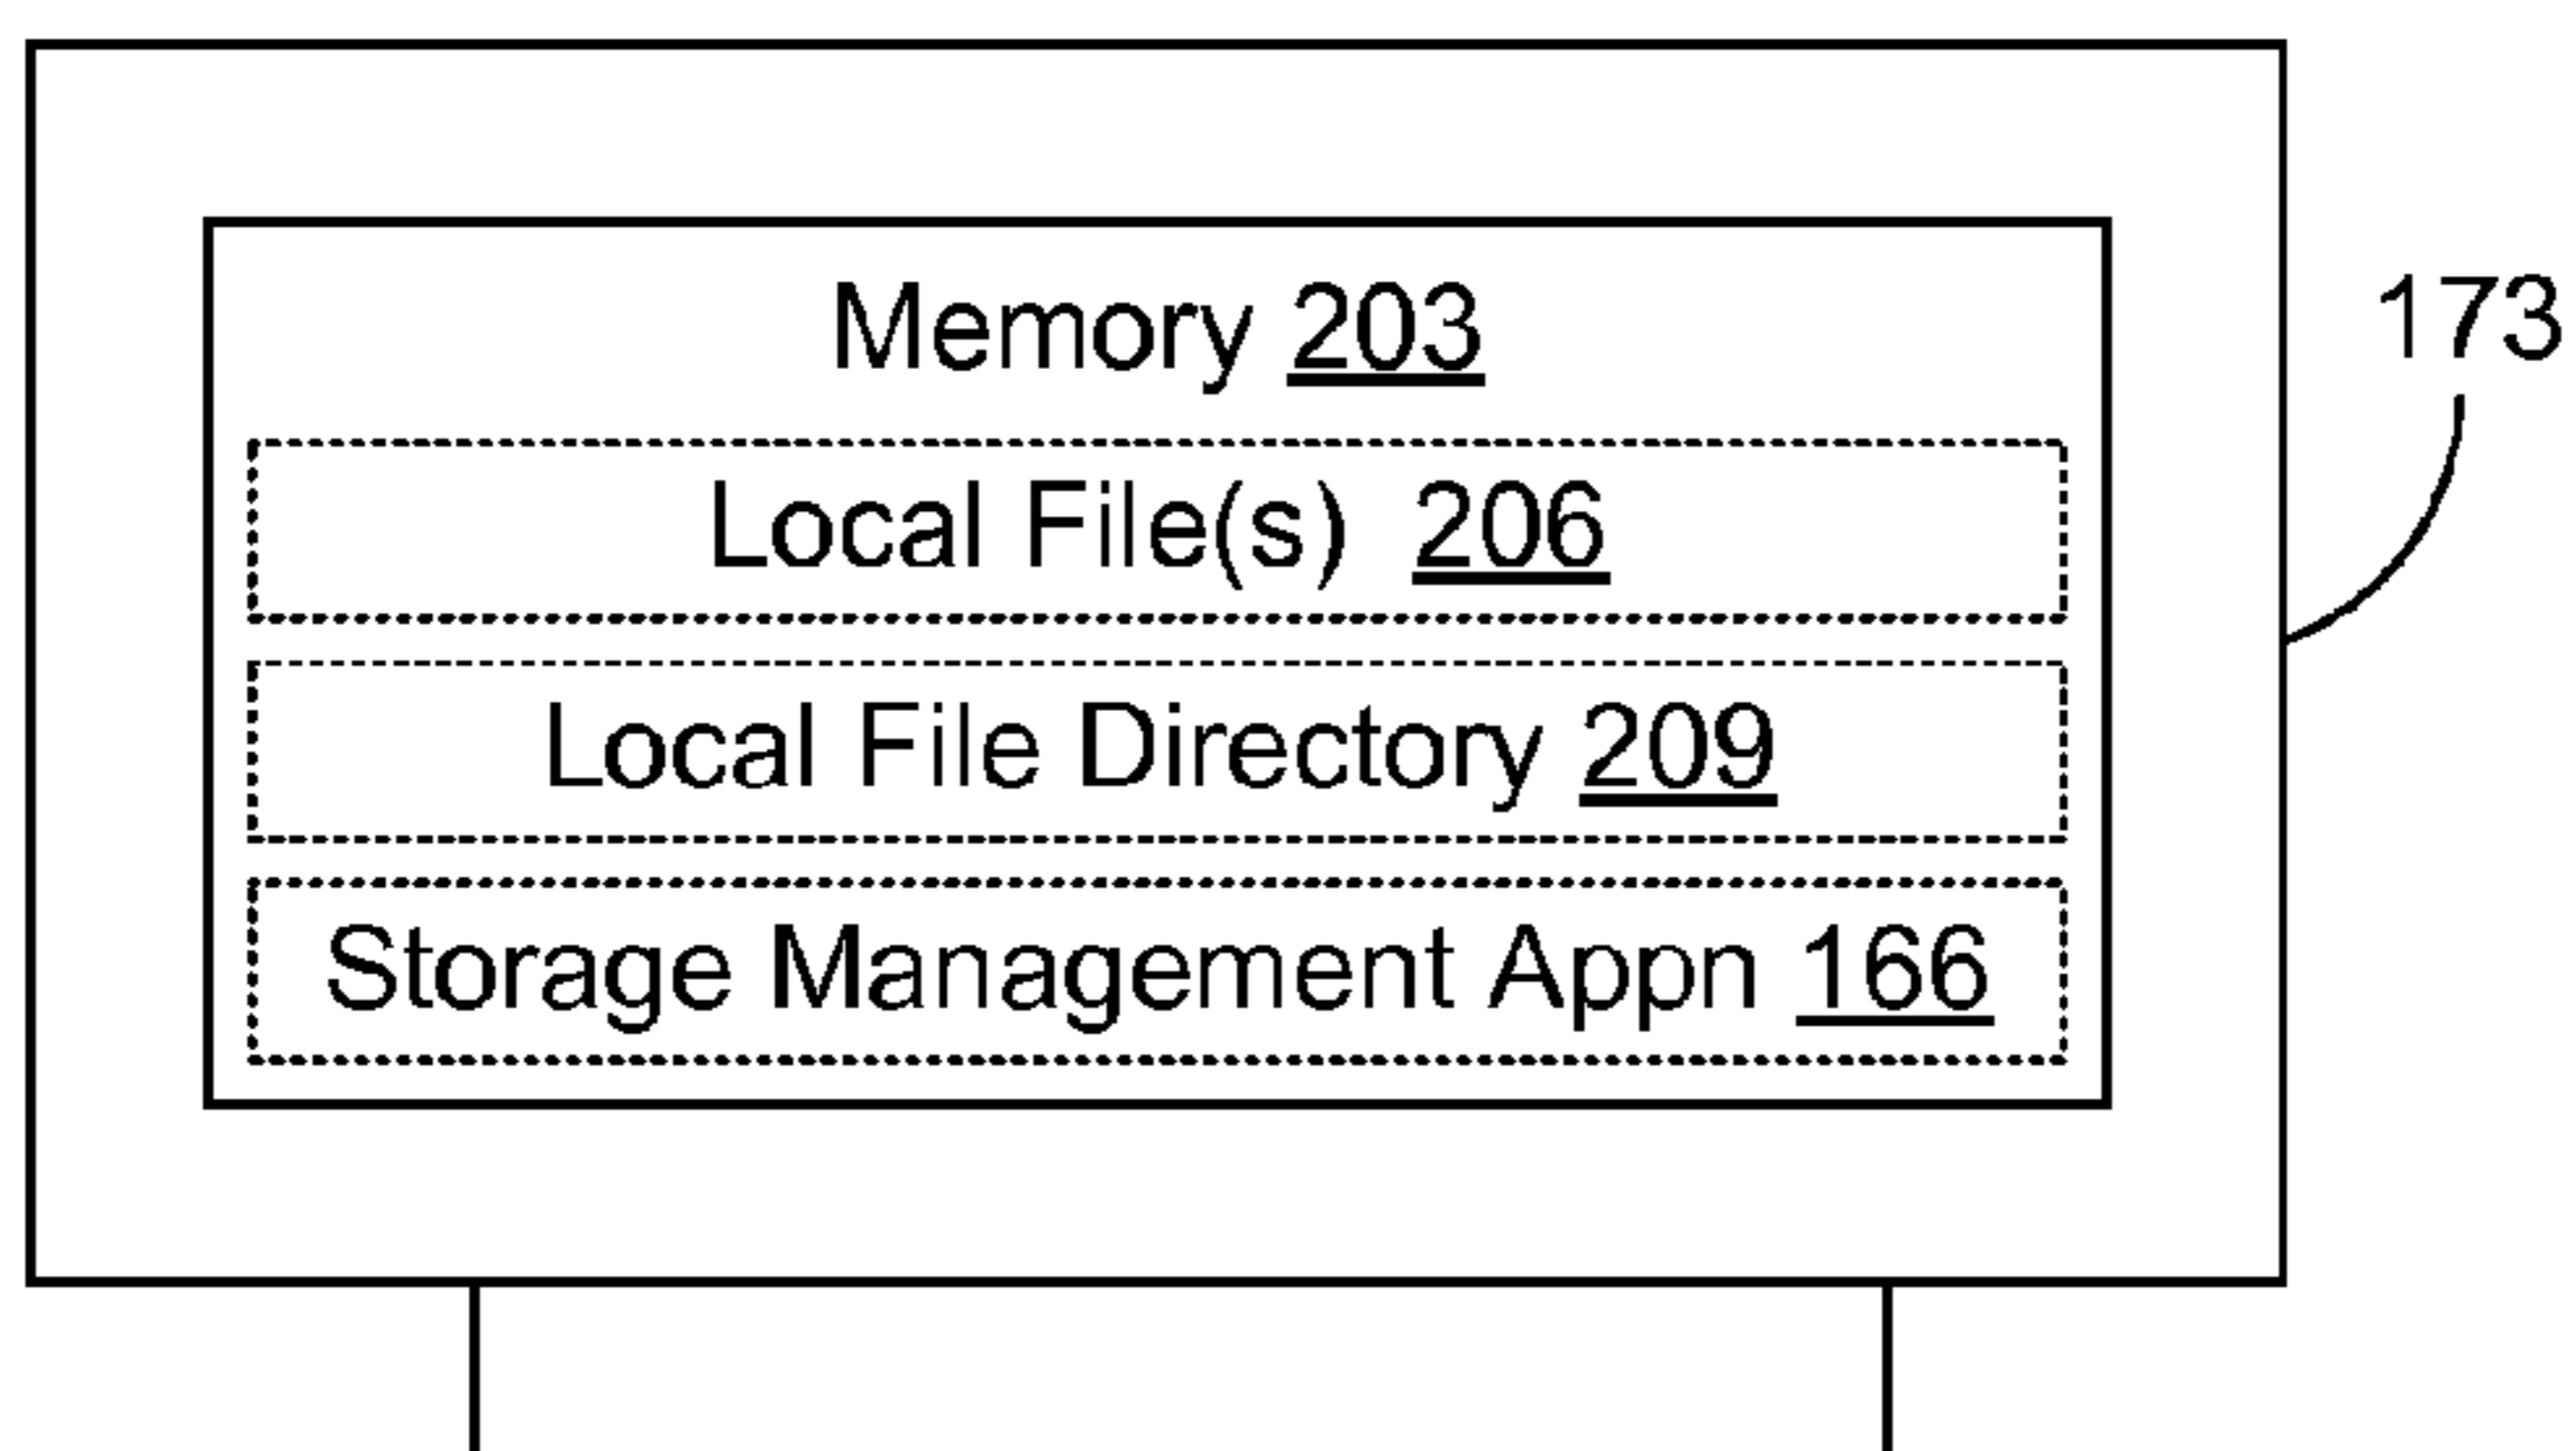 Memory 203
173
Local File(s) 206
Local File Directory 209
Storage Management Appn 166